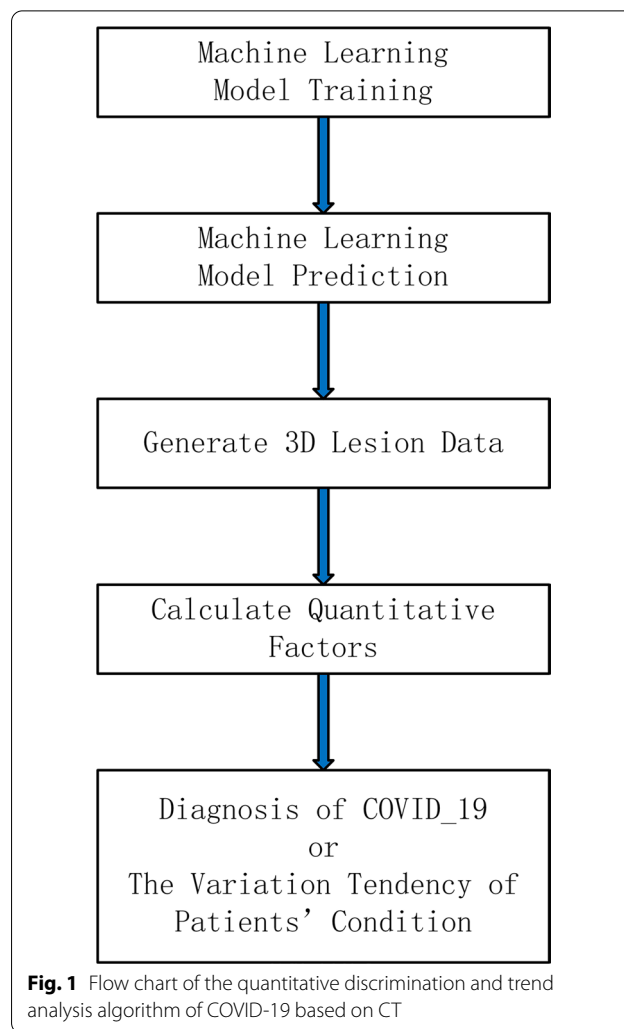 Machine Learning
Model Training
Machine Learning
Model Prediction
Generate 3D Lesion Data
Calculate Quantitative
Factors
Diagnosis of COVID_19
or
The Variation Tendency of
Patients’ Condition
Fig. 1 Flow chart of the quantitative discrimination and trend
analysis algorithm of COVID-19 based on CT